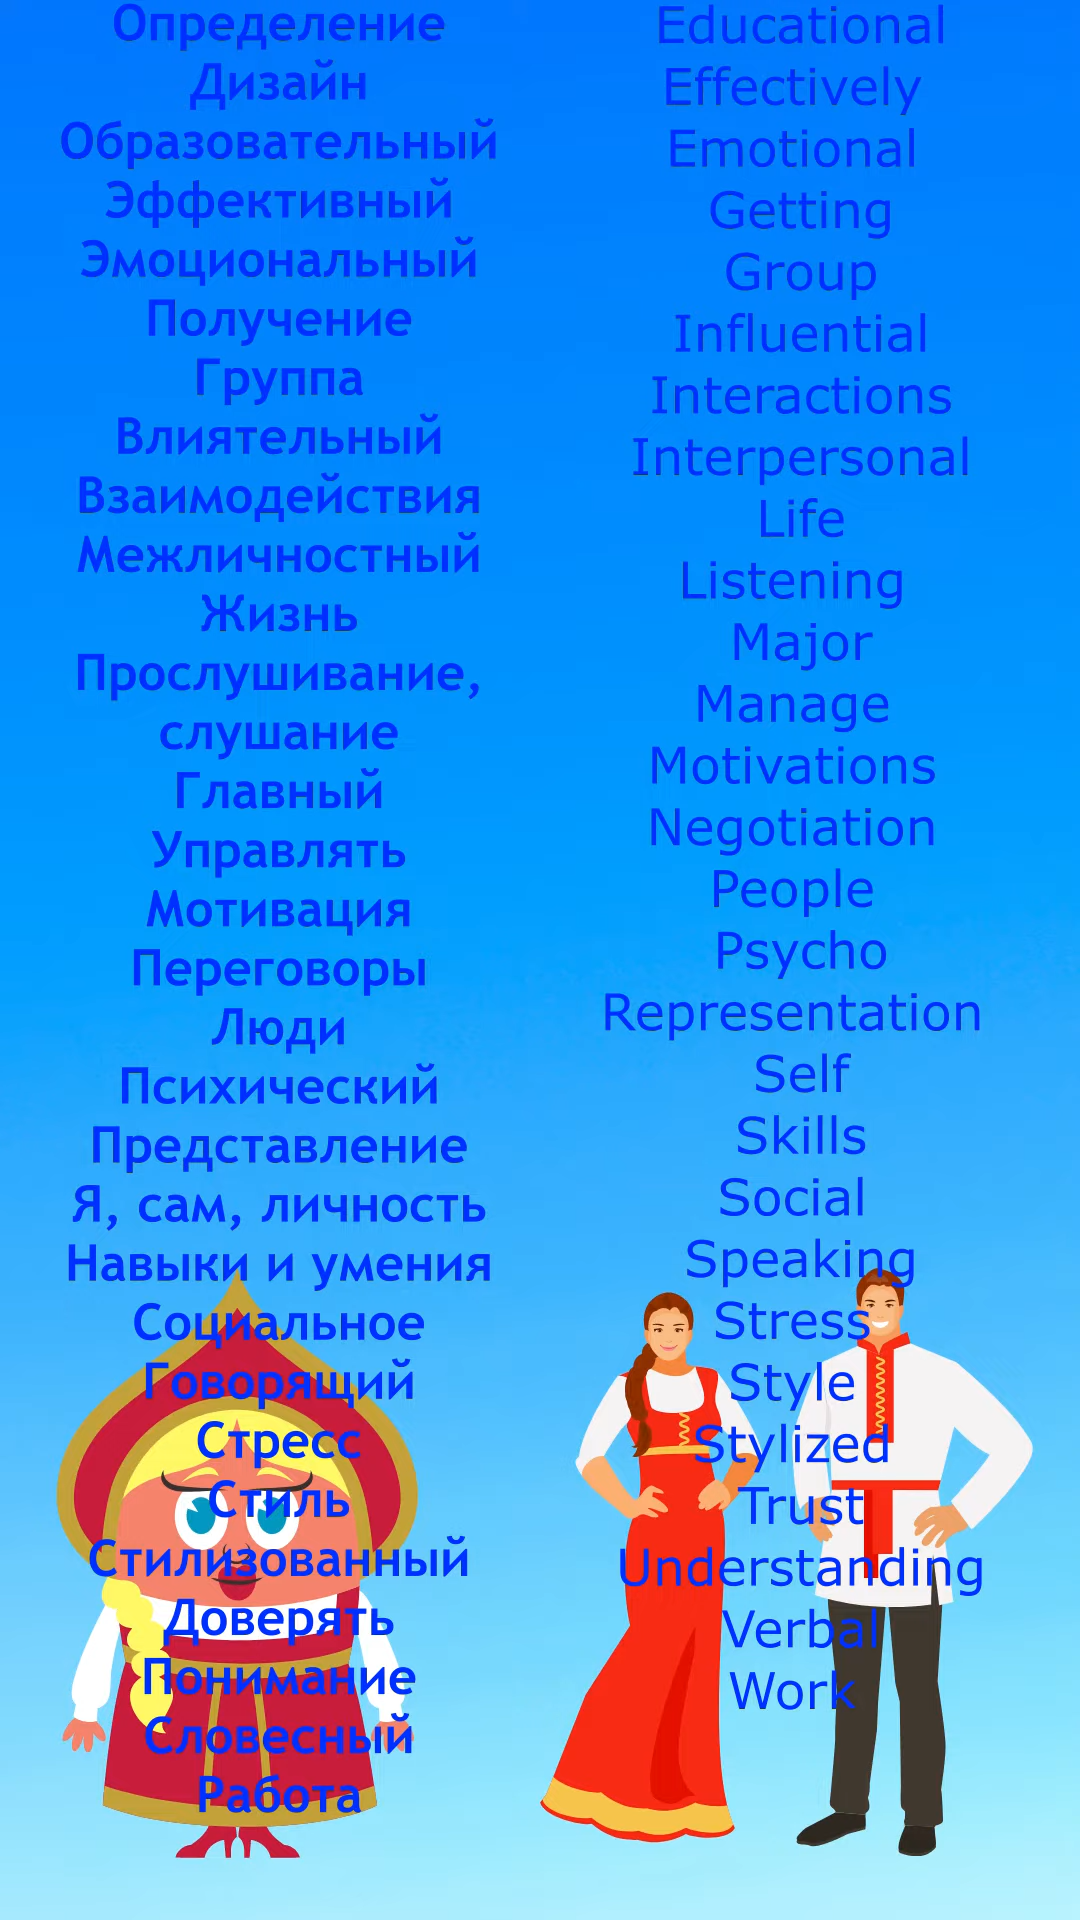 Определение
Дизайн
Образовательный
Эффективный
Эмоциональный
Получение
Группа
Влиятельный
Взаимодействия
Межличностный
Жизнь
Прослушивание,
слушание
Главный
Управлять
Мотивация
Переговоры
Люди
Психический
Представление
Я, сам, личность
Навыки и умения
Социальное
Говорящий
Стресс
Стиль
Стилизованный
Доверять
Понимание
Словесный
Работа
Educational
Effectively
Emotional
Getting
Group
Influential
Interactions
Interpersonal
Life
Listening
Major
Manage
Motivations
Negotiation
People
Psycho
Representation
Self
Skills
Social
Speaking
Stress
Style
Stylized
Trust
Understanding
Verbal
Work